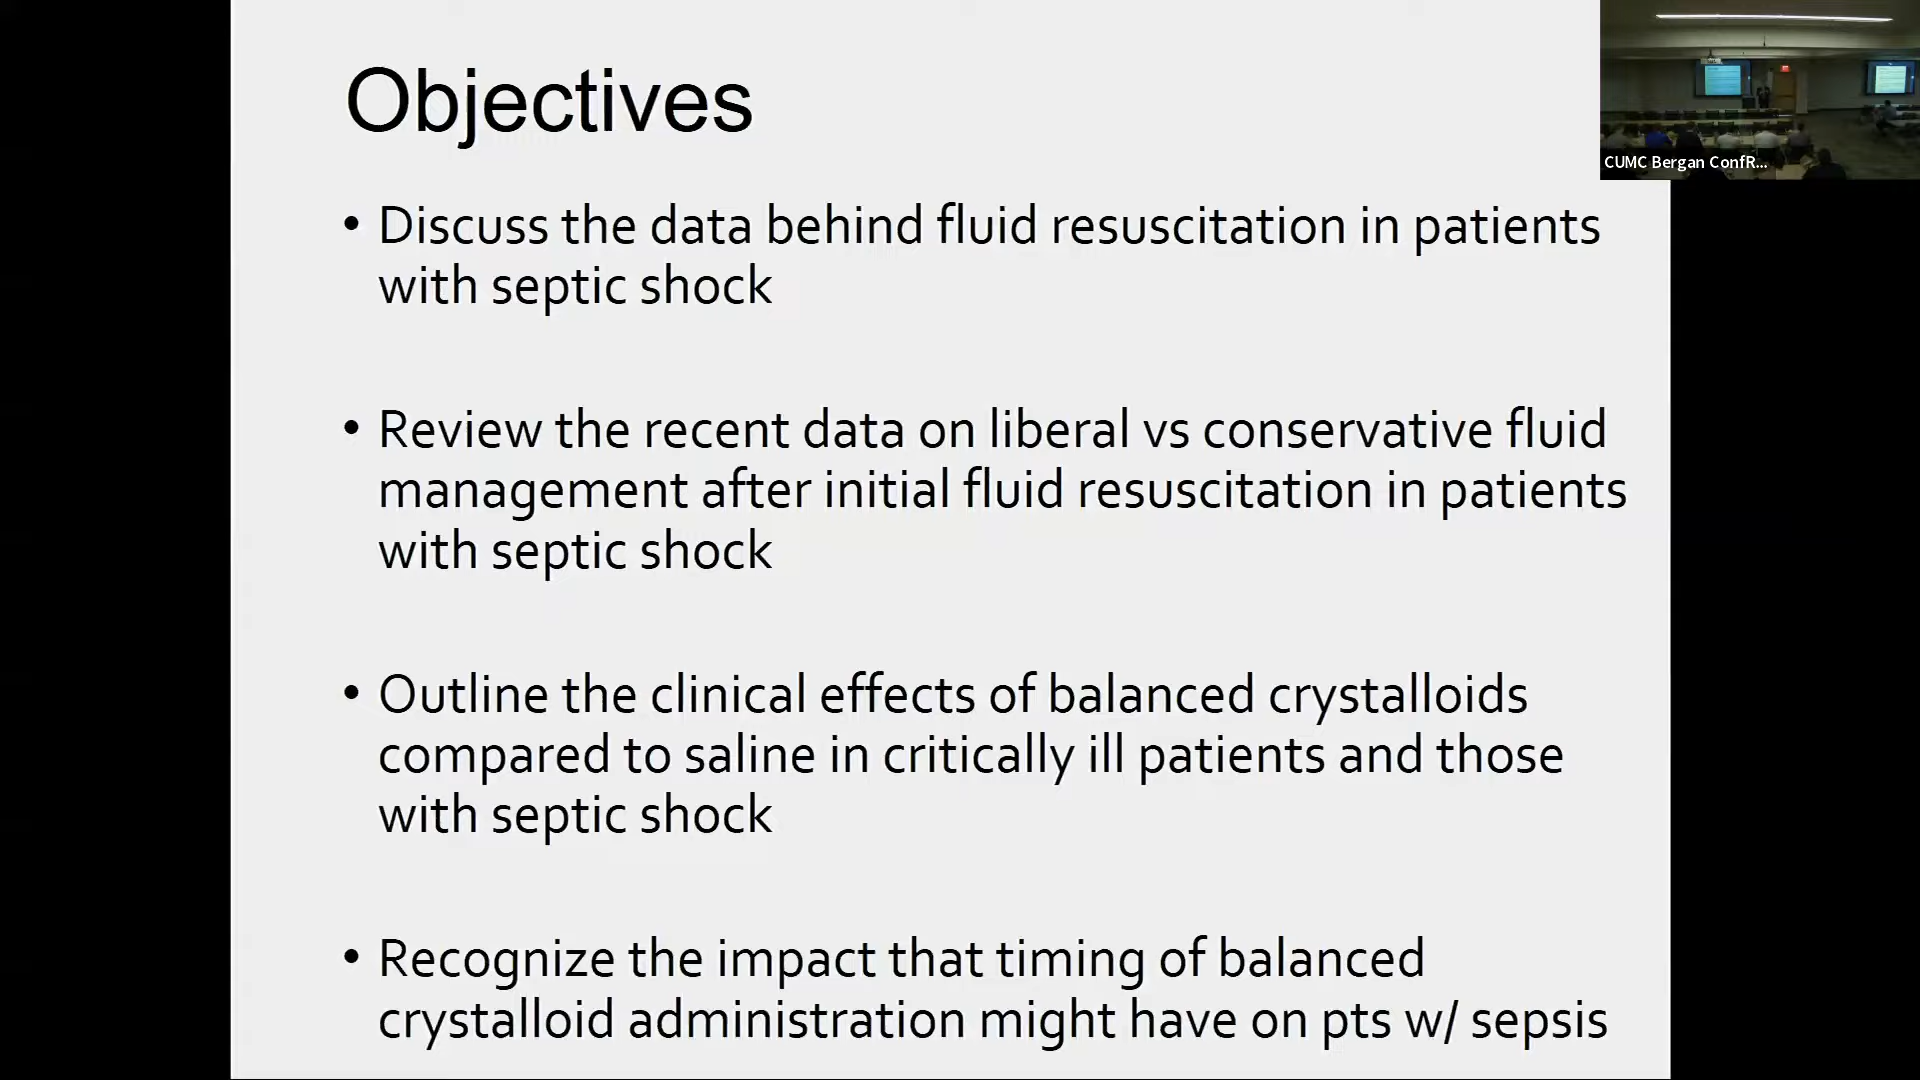 Objectives
CUMC Bergan ConfR...
• Discuss the data behind fluid resuscitation in patients
with septic shock
• Review the recent data on liberal vs conservative fluid
management after initial fluid resuscitation in patients
with septic shock
• Outline the clinical effects of balanced crystalloids
compared to saline in critically ill patients and those
with septic shock
• Recognize the impact that timing of balanced
crystalloid administration might have on pts w/ sepsis